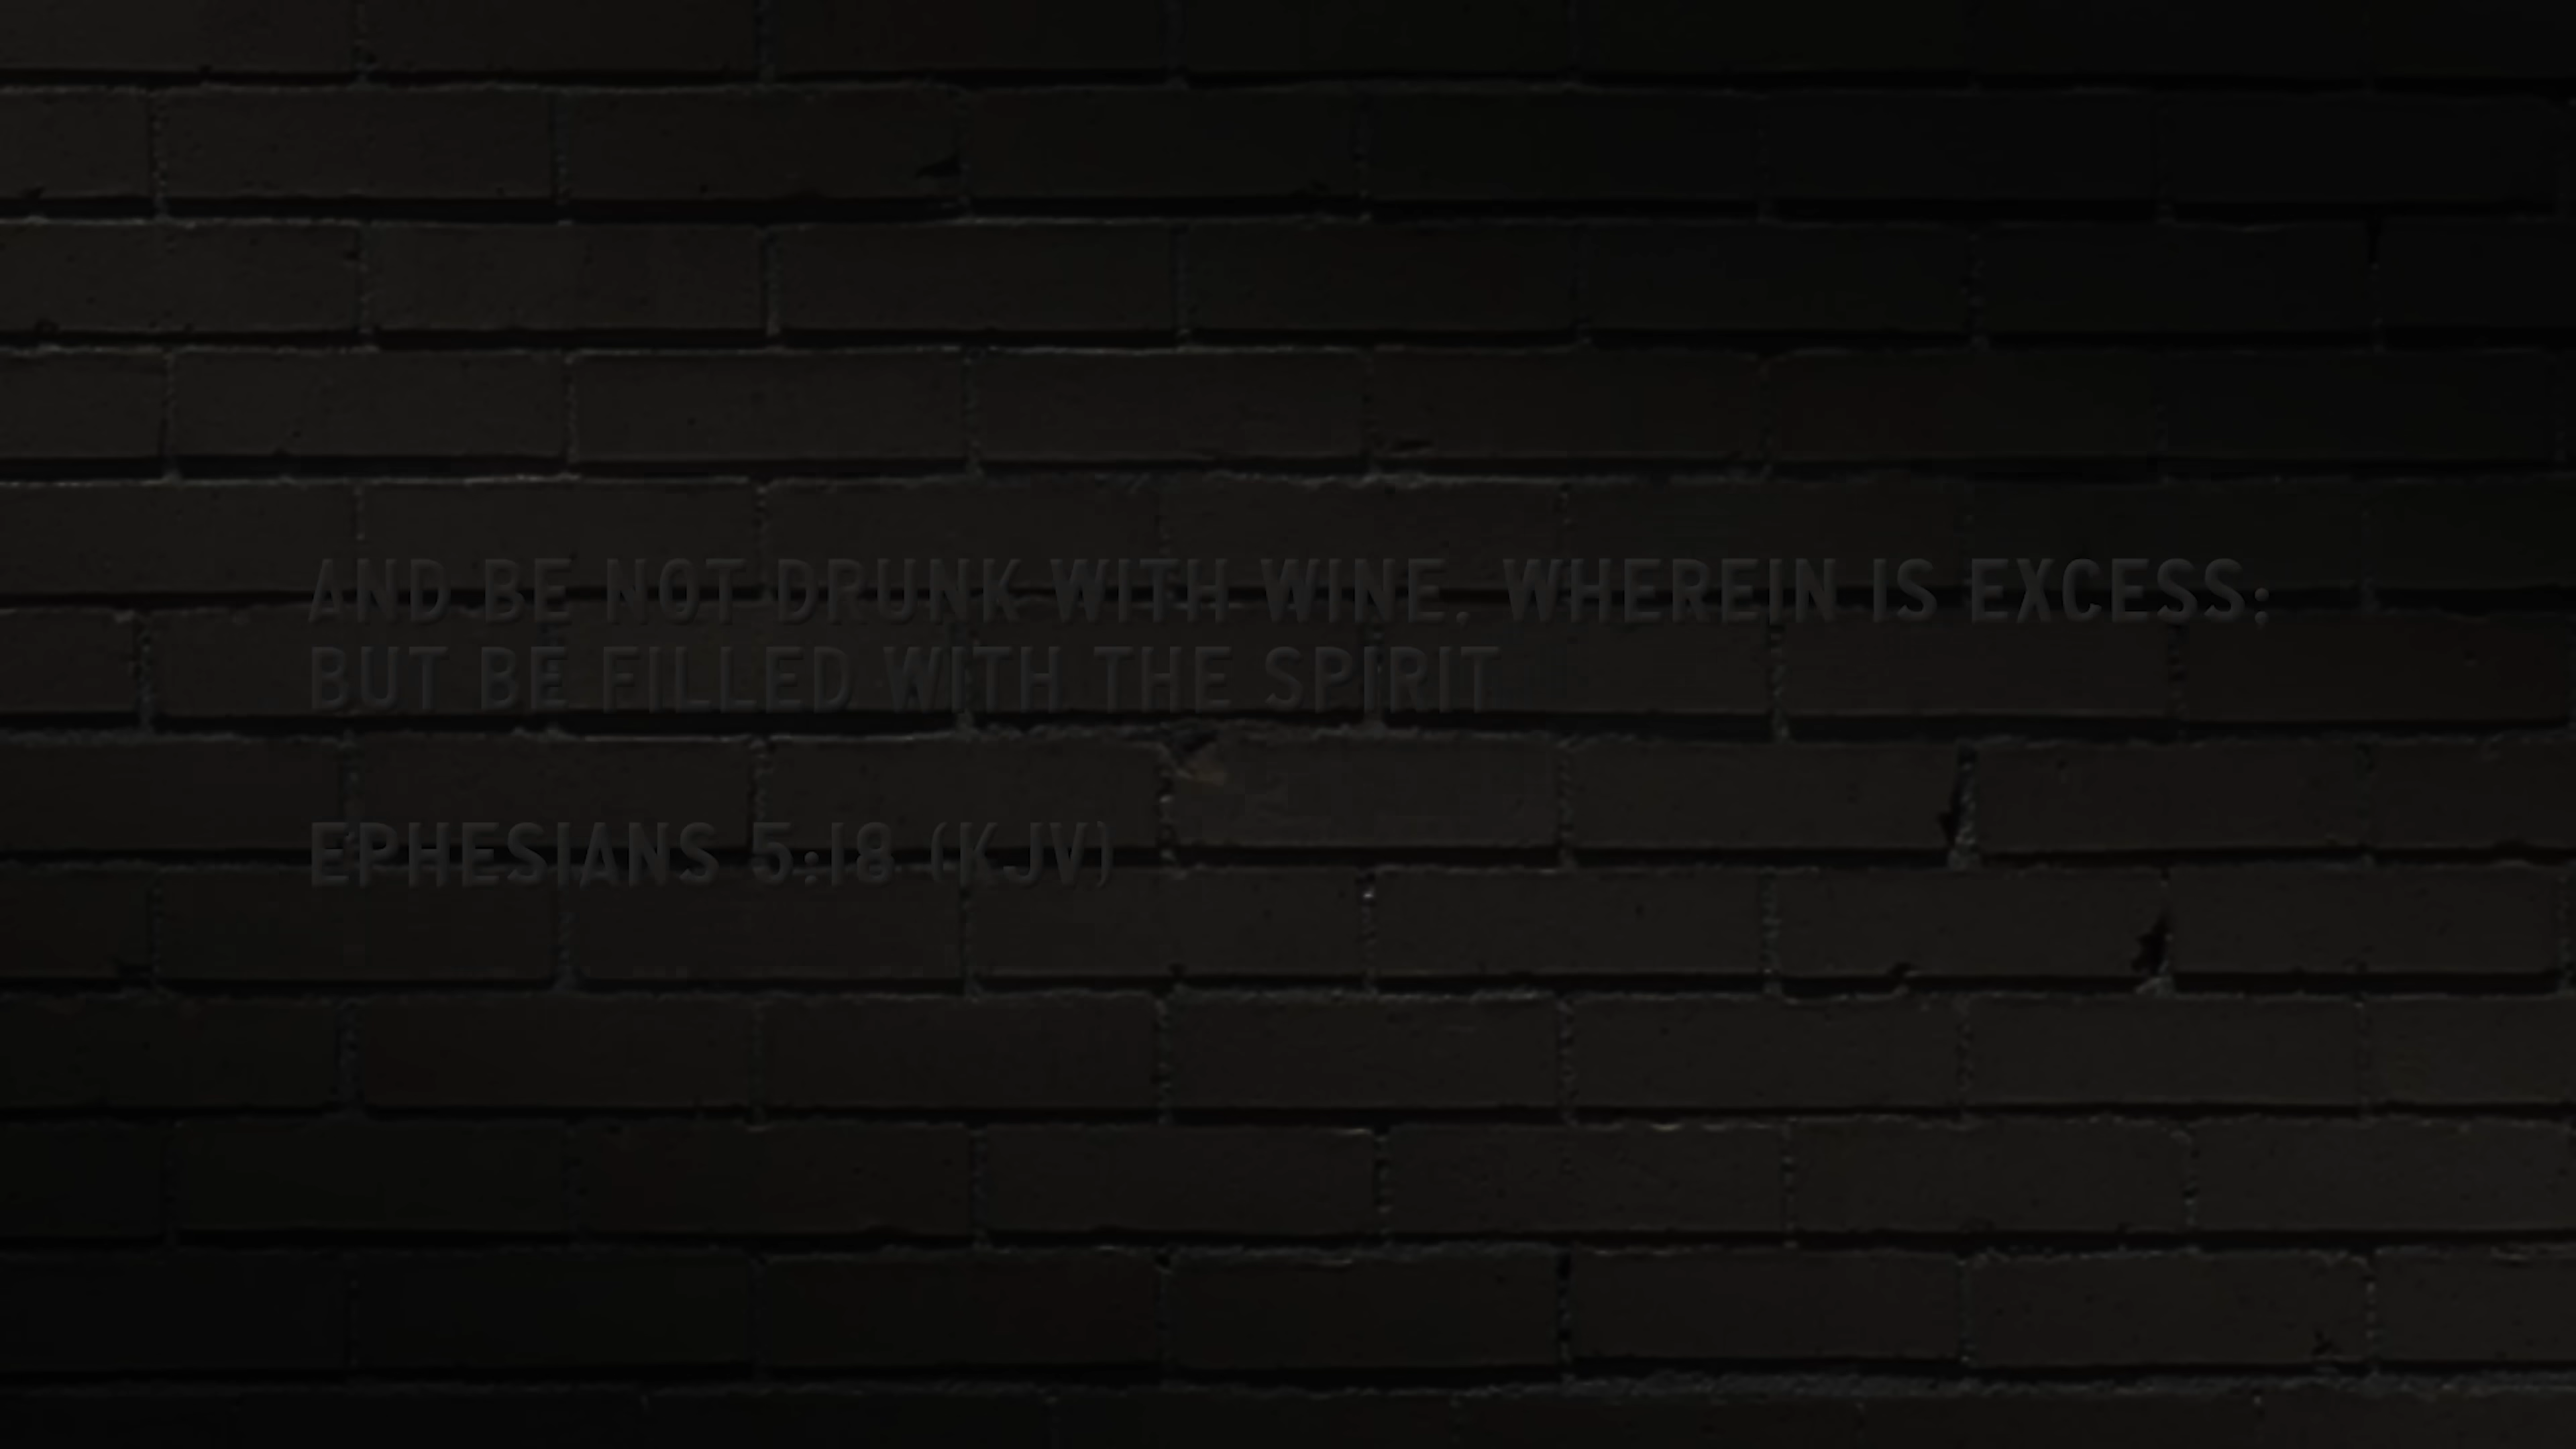 AND BE NOT DRUNK WITH WINE, WHEREIN IS EXCESS;
BUT BE FILLED WITH THE SPIRIT
EPHESIANS 5:18 (KJV)